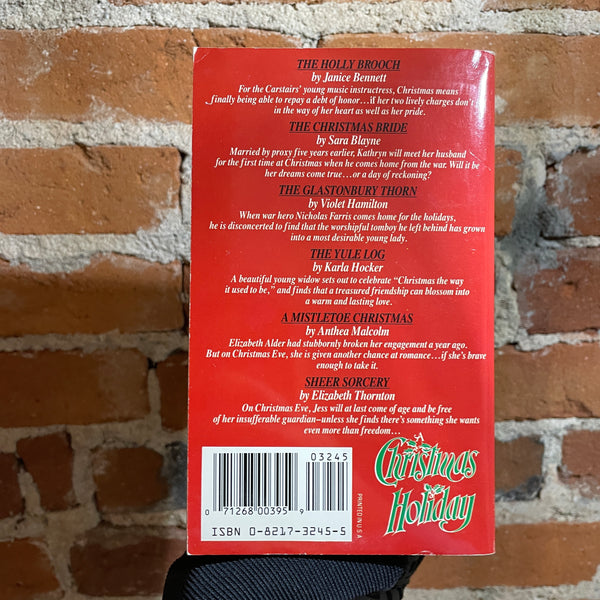 THE HOLLY BROOCH
by Janice Bennett
For the Carstairs' young music instructress, Christmas means
finally being able to repay a debt of honor...if her two lively charges don't
in the way of her heart as well as her pride.
THE CHRISTMAS BRIDE
by Sara Blayne
Married by proxy five years earlier, Kathryn will meet her husband
for the first time at Christmas when he comes home from the war. Will it be
her dreams come true...or a day of reckoning?
THE GLASTONBURY THORN
by Violet Hamilton
When war hero Nicholas Farris comes home for the holidays,
he is disconcerted to find that the worshipful tomboy he left behind has grown
into a most desirable young lady.
THE YULE LOG
by Karla Hocker
A beautiful young widow sets out to celebrate “Christmas the way
it used to be,” and finds that a treasured friendship can blossom into
a warm and lasting love.
A MISTLETOE CHRISTMAS
by Anthea Malcolm
Elizabeth Alder had stubbornly broken her engagement a year ago.
But on Christmas Eve, she is given another chance at romance...if she's brave
enough to take it.
SHEER SORCERY
by Elizabeth Thornton
On Christmas Eve, Jess will at last come of age and be free
of her insufferable guardian–unless she finds there's something she wants
even more than freedom...
03245
0 71268 00395 9
ISBN 0-8217-3245-5
PRINTED IN U.S.A.
A
Christmas
Holiday